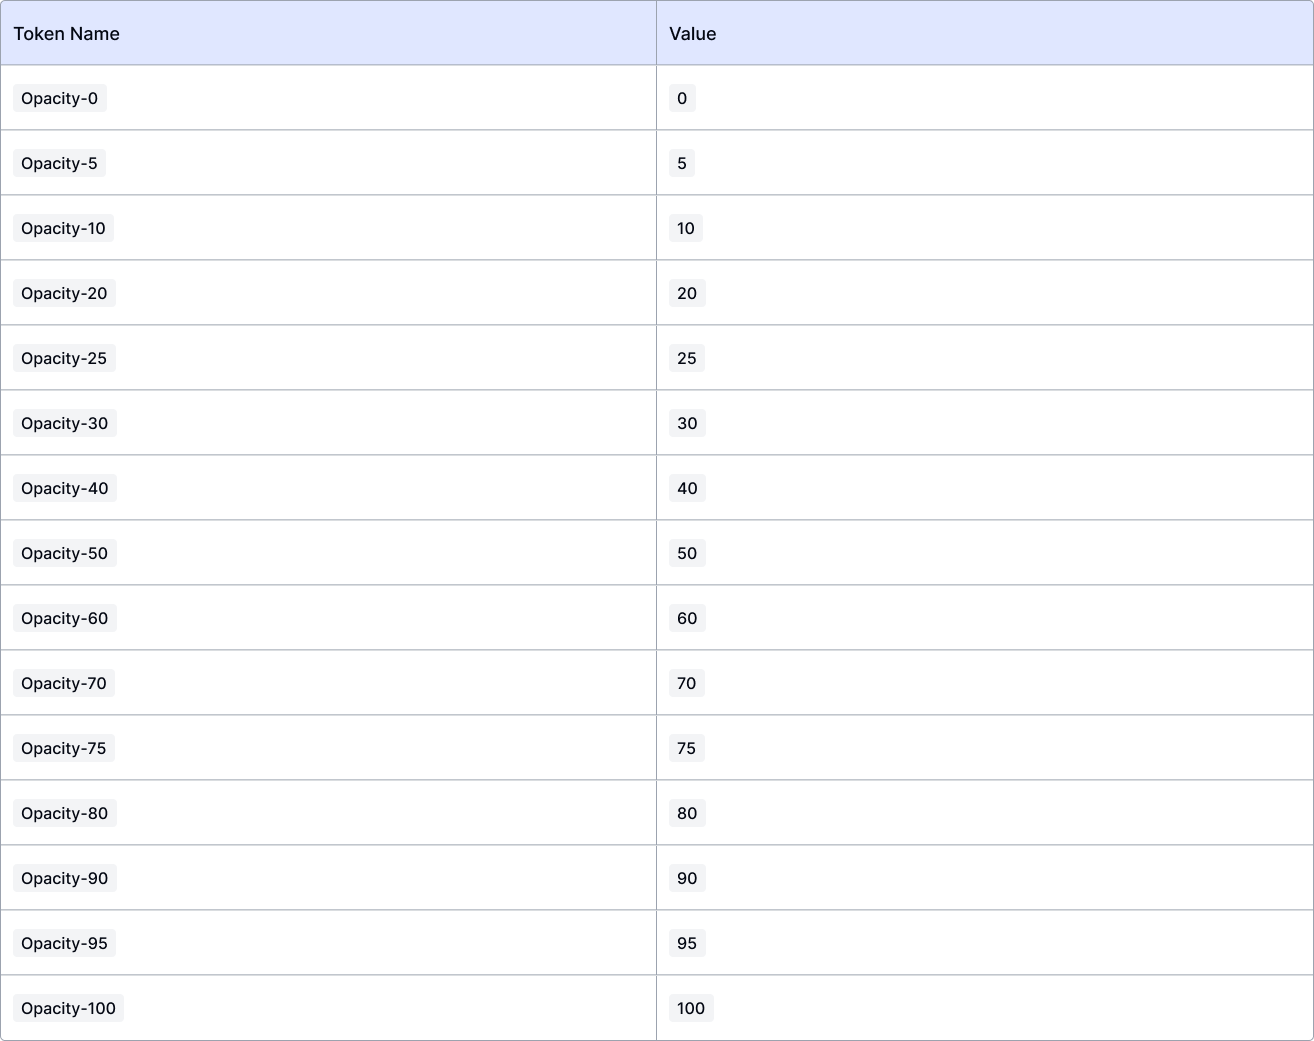 Token Name Value
Opacity-0 0
Opacity-5 5
Opacity-10 10
Opacity-20 20
Opacity-25 25
Opacity-30 30
Opacity-40 40
Opacity-50 50
Opacity-60 60
Opacity-70 70
Opacity-75 75
Opacity-80 80
Opacity-90 90
Opacity-95 95
Opacity-100 100